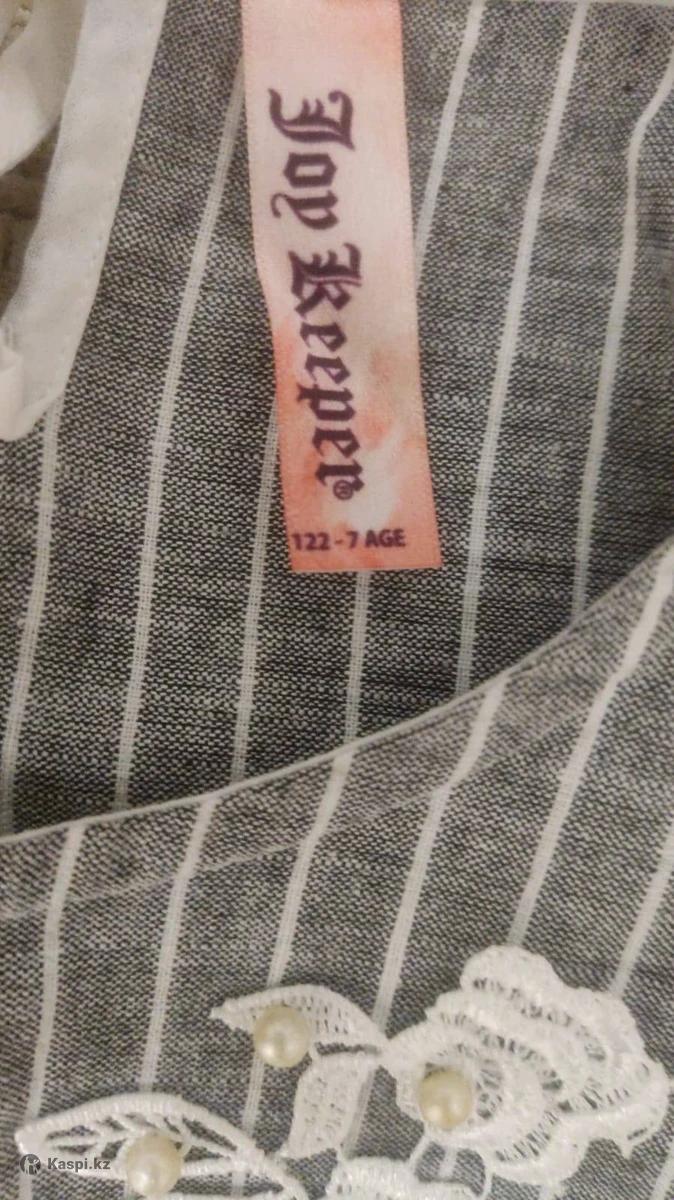 Joy Keeper®
122 - 7 AGE
Kaspi.kz